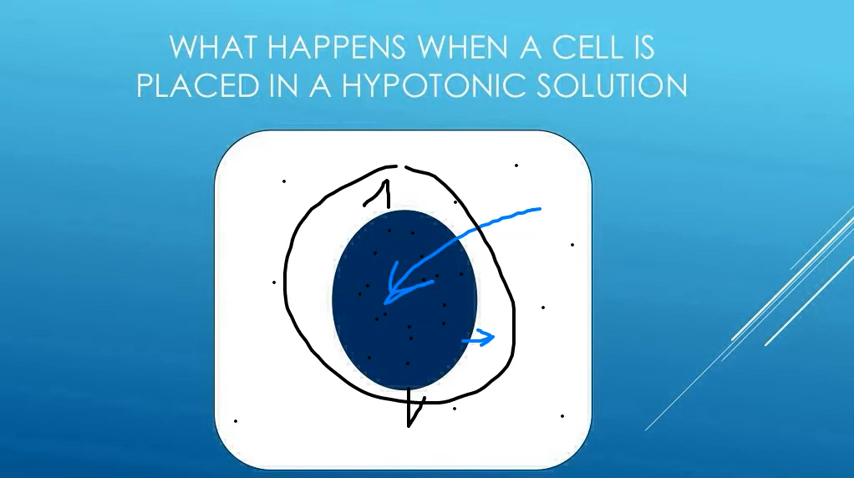 WHAT HAPPENS WHEN A CELL IS
PLACED IN A HYPOTONIC SOLUTION